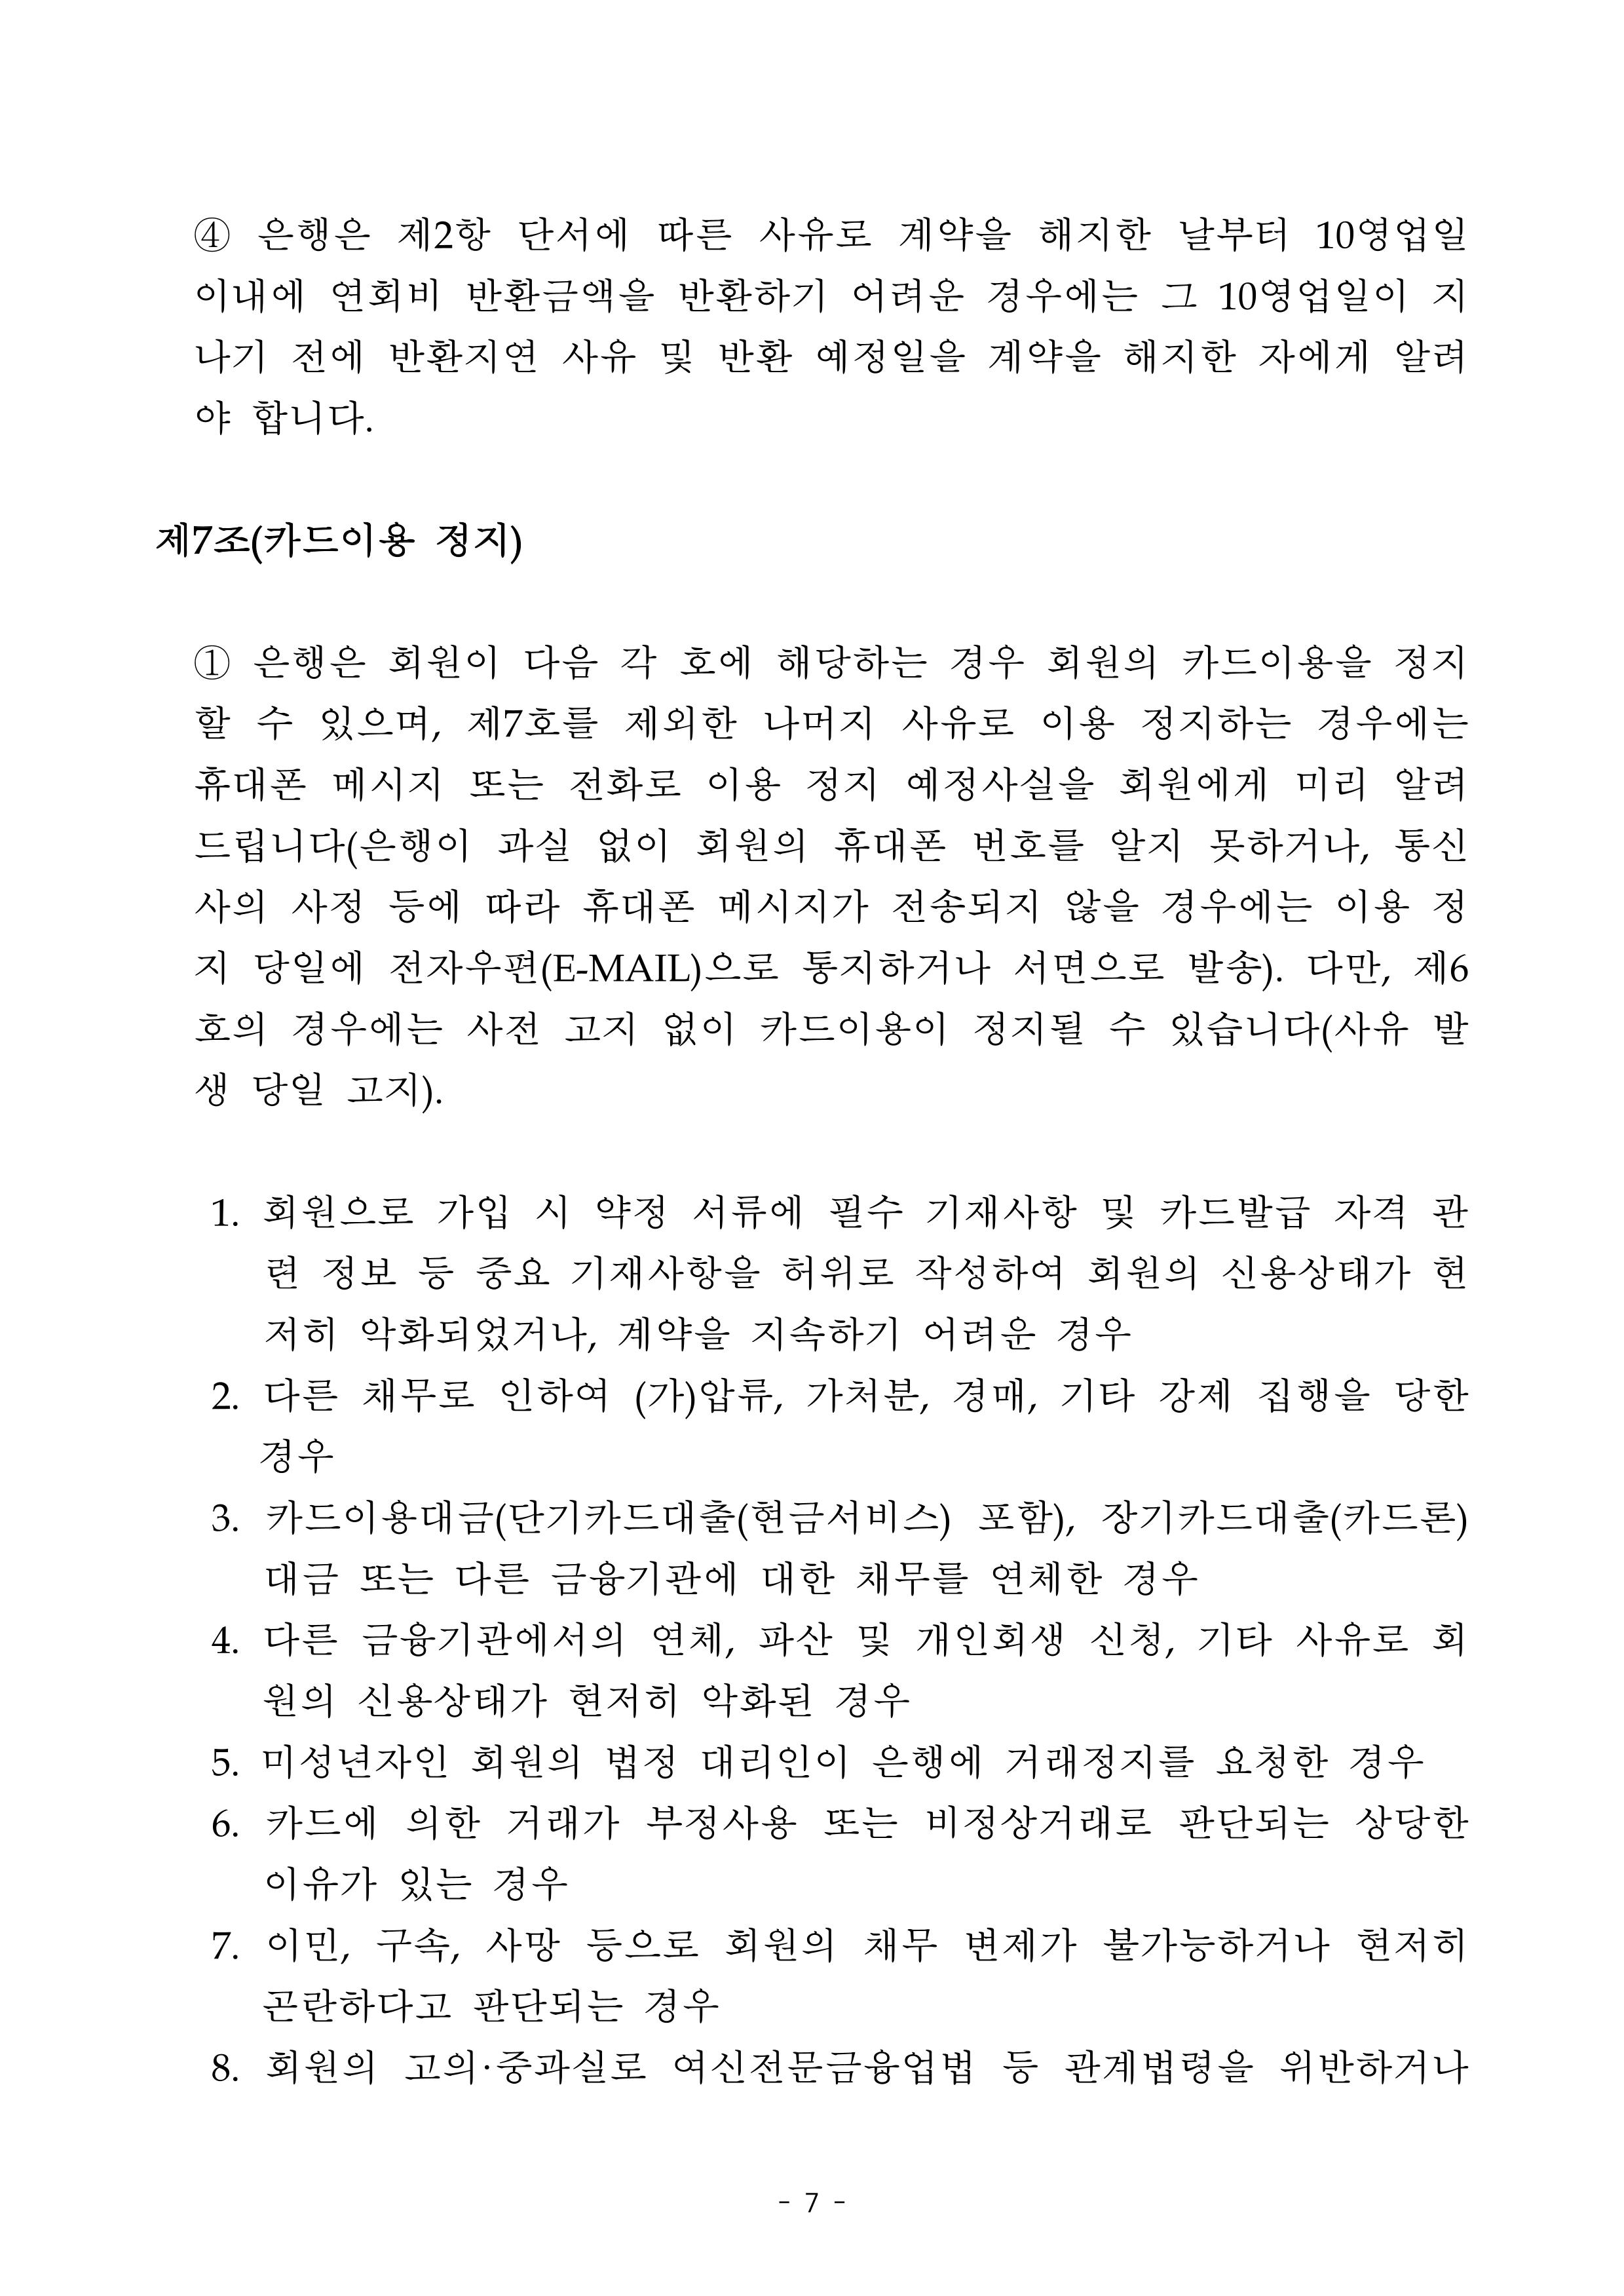 ④ 은행은 제2항 단서에 따른 사유로 계약을 해지한 날부터 10영업일
이내에 연회비 반환금액을 반환하기 어려운 경우에는 그 10영업일이 지
나기 전에 반환지연 사유 및 반환 예정일을 계약을 해지한 자에게 알려
야 합니다.
제7조(카드이용 정지)
① 은행은 회원이 다음 각 호에 해당하는 경우 회원의 카드이용을 정지
할 수 있으며, 제7호를 제외한 나머지 사유로 이용 정지하는 경우에는
휴대폰 메시지 또는 전화로 이용 정지 예정사실을 회원에게 미리 알려
드립니다(은행이 과실 없이 회원의 휴대폰 번호를 알지 못하거나, 통신
사의 사정 등에 따라 휴대폰 메시지가 전송되지 않을 경우에는 이용 정
지 당일에 전자우편(E-MAIL)으로 통지하거나 서면으로 발송). 다만, 제6
호의 경우에는 사전 고지 없이 카드이용이 정지될 수 있습니다(사유 발
생 당일 고지).
1. 회원으로 가입 시 약정 서류에 필수 기재사항 및 카드발급 자격 관
련 정보 등 중요 기재사항을 허위로 작성하여 회원의 신용상태가 현
저히 악화되었거나, 계약을 지속하기 어려운 경우
2. 다른 채무로 인하여 (가)압류, 가처분, 경매, 기타 강제 집행을 당한
경우
3. 카드이용대금(단기카드대출(현금서비스) 포함), 장기카드대출(카드론)
대금 또는 다른 금융기관에 대한 채무를 연체한 경우
4. 다른 금융기관에서의 연체, 파산 및 개인회생 신청, 기타 사유로 회
원의 신용상태가 현저히 악화된 경우
5. 미성년자인 회원의 법정 대리인이 은행에 거래정지를 요청한 경우
6. 카드에 의한 거래가 부정사용 또는 비정상거래로 판단되는 상당한
이유가 있는 경우
7. 이민, 구속, 사망 등으로 회원의 채무 변제가 불가능하거나 현저히
곤란하다고 판단되는 경우
8. 회원의 고의·중과실로 여신전문금융업법 등 관계법령을 위반하거나
- 7 -